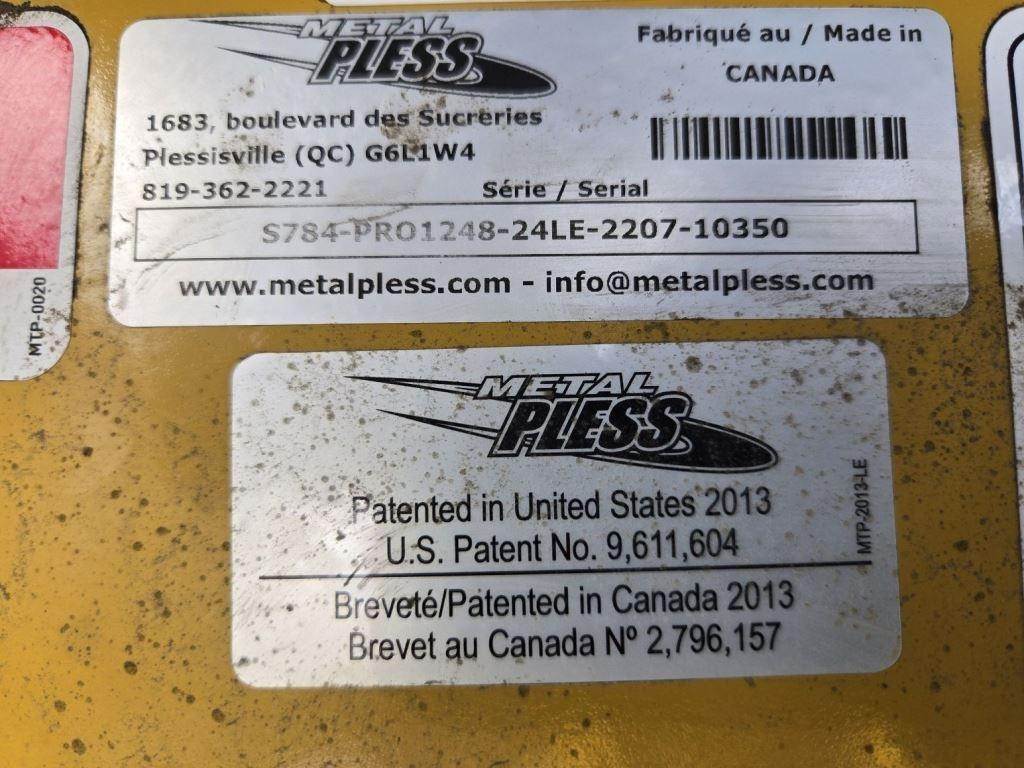 METAL
PLESS
Fabriqué au / Made in
CANADA
1683, boulevard des Sucreries
Plessisville (QC) G6L1W4
819-362-2221
Série / Serial
S784-PRO1248-24LE-2207-10350
www.metalpless.com - info@metalpless.com
MTP-0020
METAL
PLESS
Patented in United States 2013
U.S. Patent No. 9,611,604
Breveté/Patented in Canada 2013
Brevet au Canada Nº 2,796,157
MTP-2013-LE